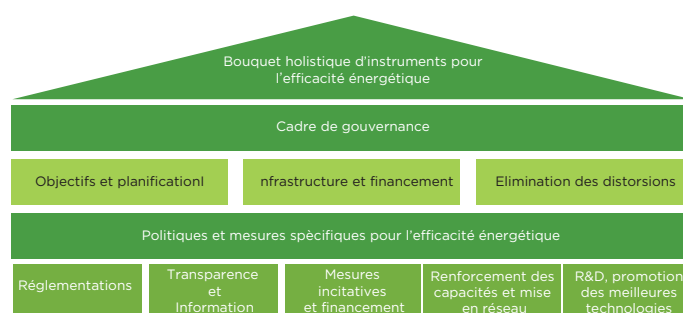 Bouquet holistique d'instruments pour
l'efficacité énergétique
Cadre de gouvernance
Objectifs et planificationl
nfrastructure et financement
Elimination des distorsions
Politiques et mesures spècifiques pour l'efficacité énergétique
Réglementations
Transparence
et
Information
Mesures
incitatives
et financement
Renforcement des
capacités et mise
en réseau
R&D, promotion
des meilleures
technologies